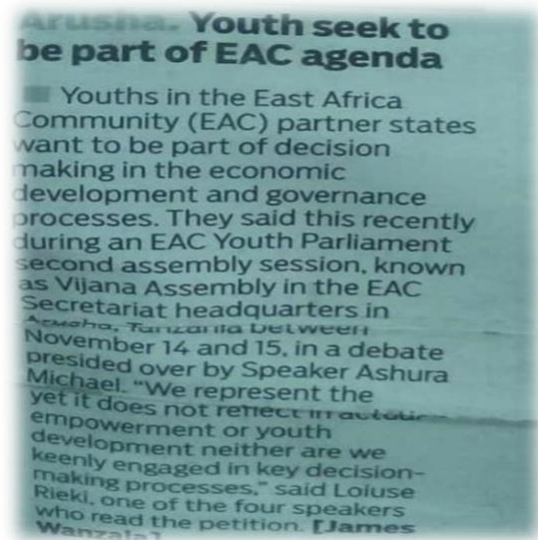 Arusha. Youth seek to
be part of EAC agenda
Youths in the East Africa
Community (EAC) partner states
want to be part of decision
making in the economic
development and governance
processes. They said this recently
during an EAC Youth Parliament
second assembly session, known
as Vijana Assembly in the EAC
Secretariat headquarters in
Arusha, Tanzania between
November 14 and 15, in a debate
presided over by Speaker Ashura
Michael. “We represent the
yet it does not reflect in
empowerment or youth
development neither are we
keenly engaged in key decision-
making processes,” said Loiuse
Rieki, one of the four speakers
who read the petition. [James
Wanzala]